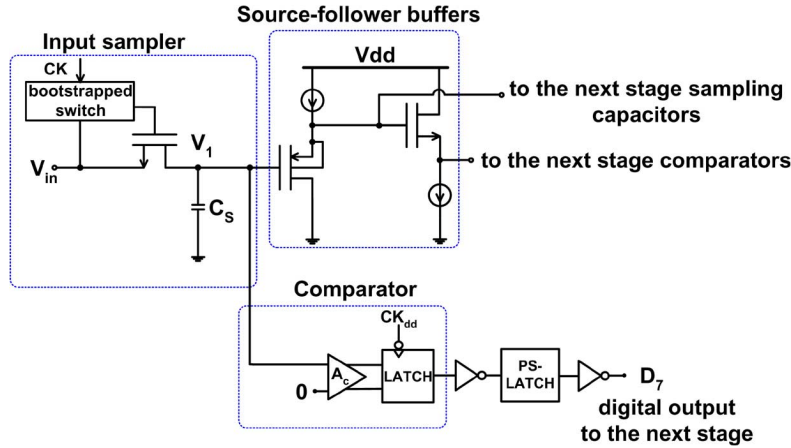 Source-follower buffers
Input sampler
CK
bootstrapped
switch
Vdd
to the next stage sampling
capacitors
V1
Vin
to the next stage comparators
CS
Comparator
CKdd
Ac
LATCH
0
PS-
LATCH
D7
digital output
to the next stage